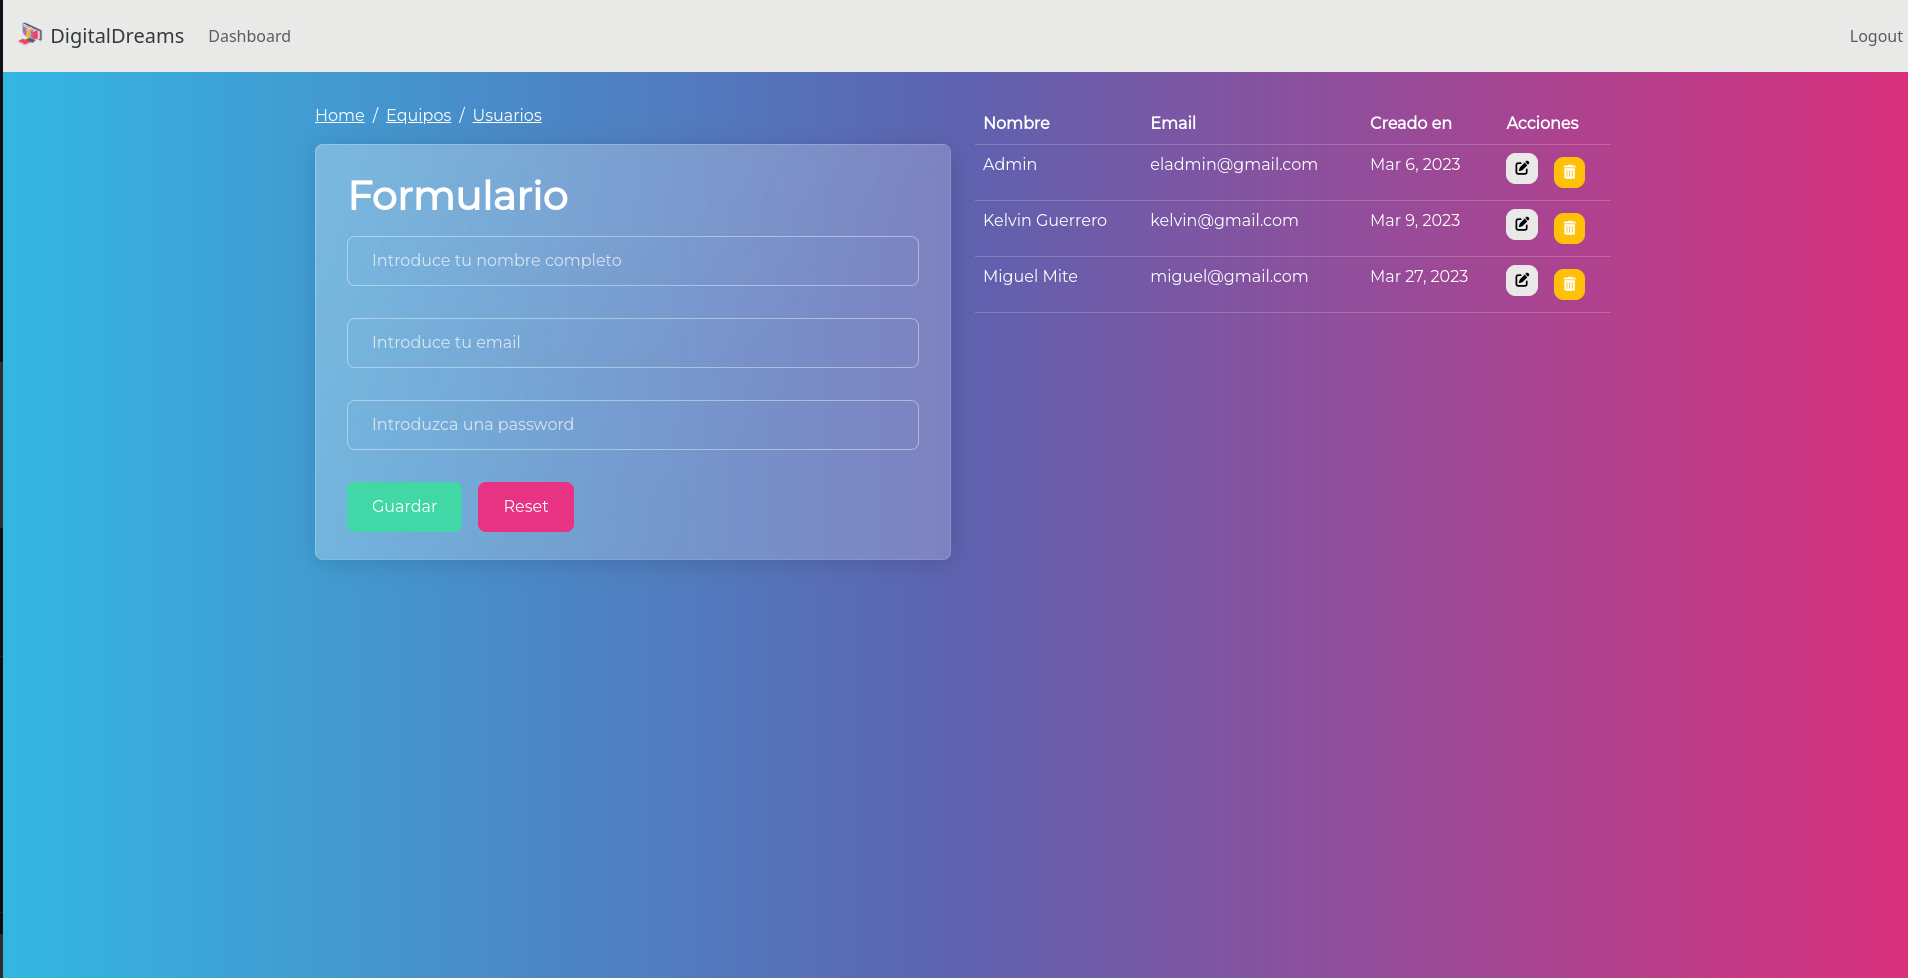 DigitalDreams Dashboard Logout
Home / Equipos / Usuarios
Formulario
Introduce tu nombre completo
Introduce tu email
Introduzca una password
Guardar Reset
Nombre Email Creado en Acciones
Admin eladmin@gmail.com Mar 6, 2023
Kelvin Guerrero kelvin@gmail.com Mar 9, 2023
Miguel Mite miguel@gmail.com Mar 27, 2023